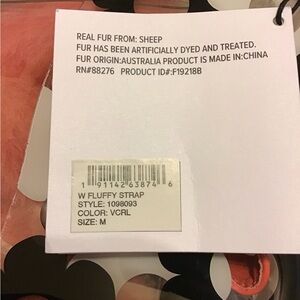 REAL FUR FROM: SHEEP
FUR HAS BEEN ARTIFICIALLY DYED AND TREATED.
FUR ORIGIN:AUSTRALIA PRODUCT IS MADE IN:CHINA
RN#88276 PRODUCT ID#:F19218B
1 91142 63874 6
W FLUFFY STRAP
STYLE: 1098093
COLOR: VCRL
SIZE: M